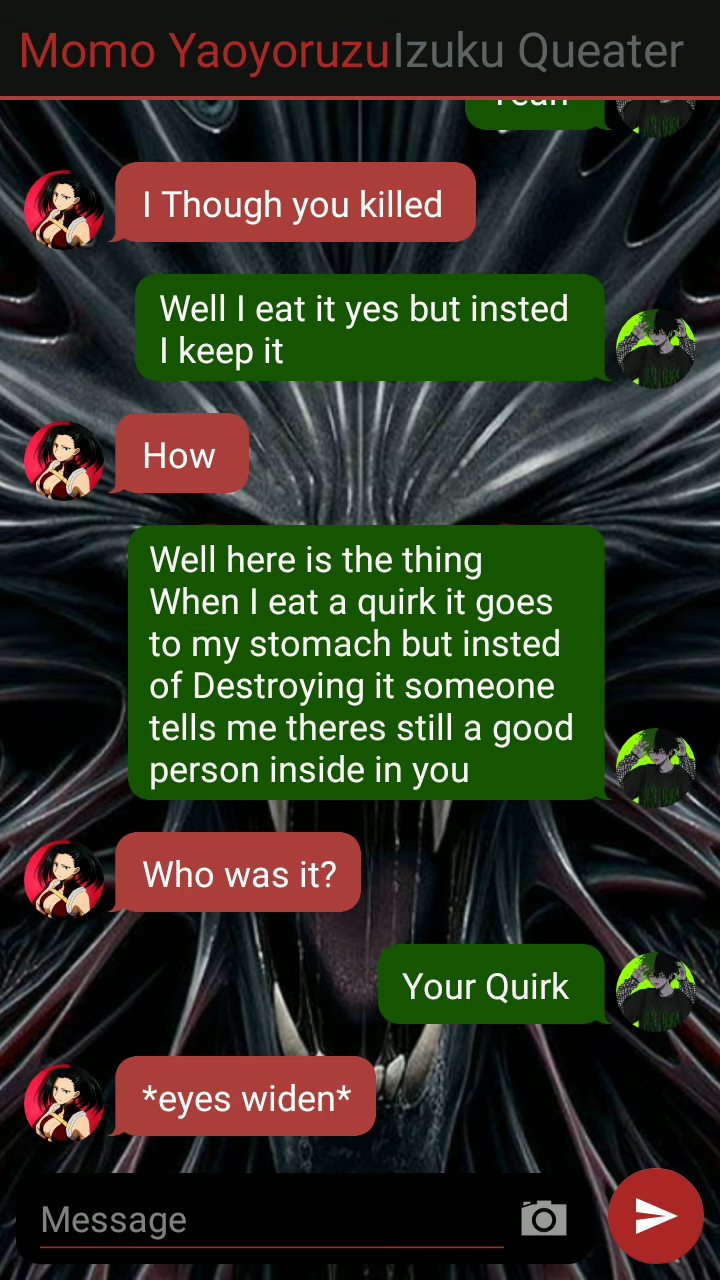 Momo YaoyoruzuIzuku Queater
Yeah
I Though you killed
Well I eat it yes but insted
I keep it
How
Well here is the thing
When I eat a quirk it goes
to my stomach but insted
of Destroying it someone
tells me theres still a good
person inside in you
Who was it?
Your Quirk
*eyes widen*
Message